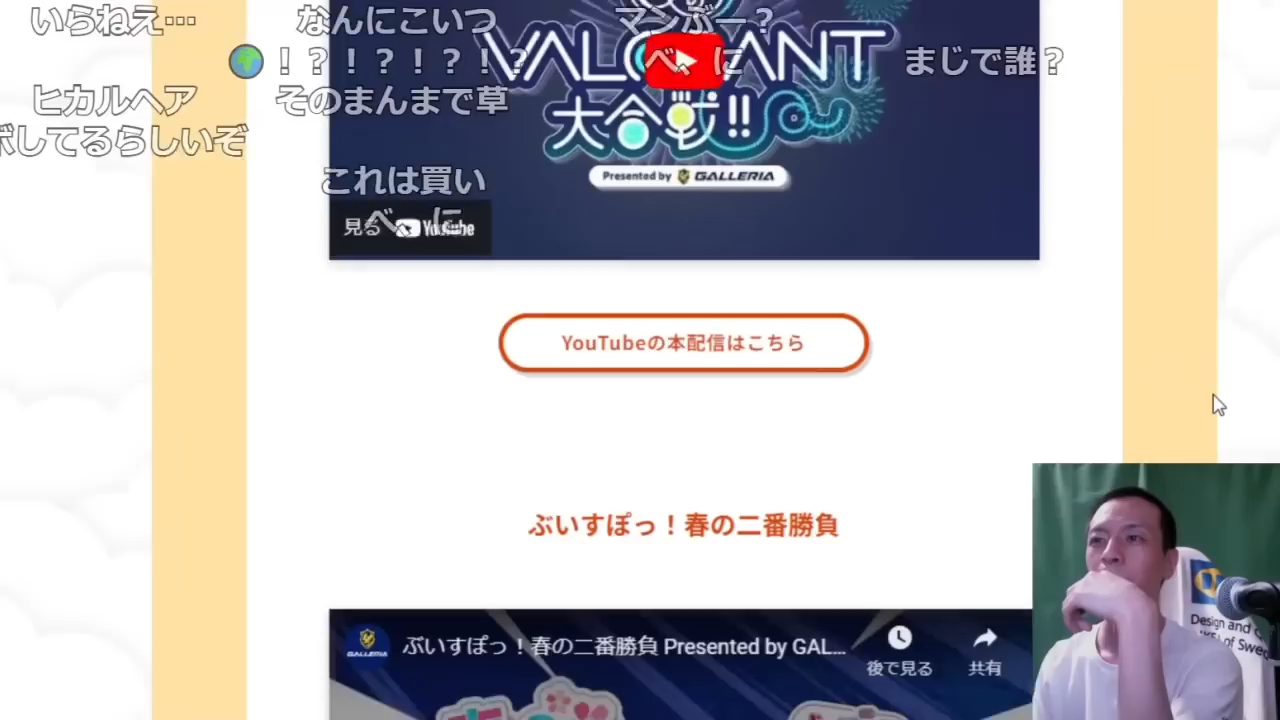 いらねえ…
なんにこいつ
マンぶー？
！？！？！？！？
べ、に
まじで誰？
VALORANT
ヒカルヘア
そのまんまで草
大合戦!!
ボしてるらしいぞ
これは買い
Presented by GALLERIA
べ、に
見る YouTube
YouTubeの本配信はこちら
ぶいすぽっ！春の二番勝負
GALLERIA
ぶいすぽっ！春の二番勝負 Presented by GAL...
後で見る
共有
Design and
of Swe